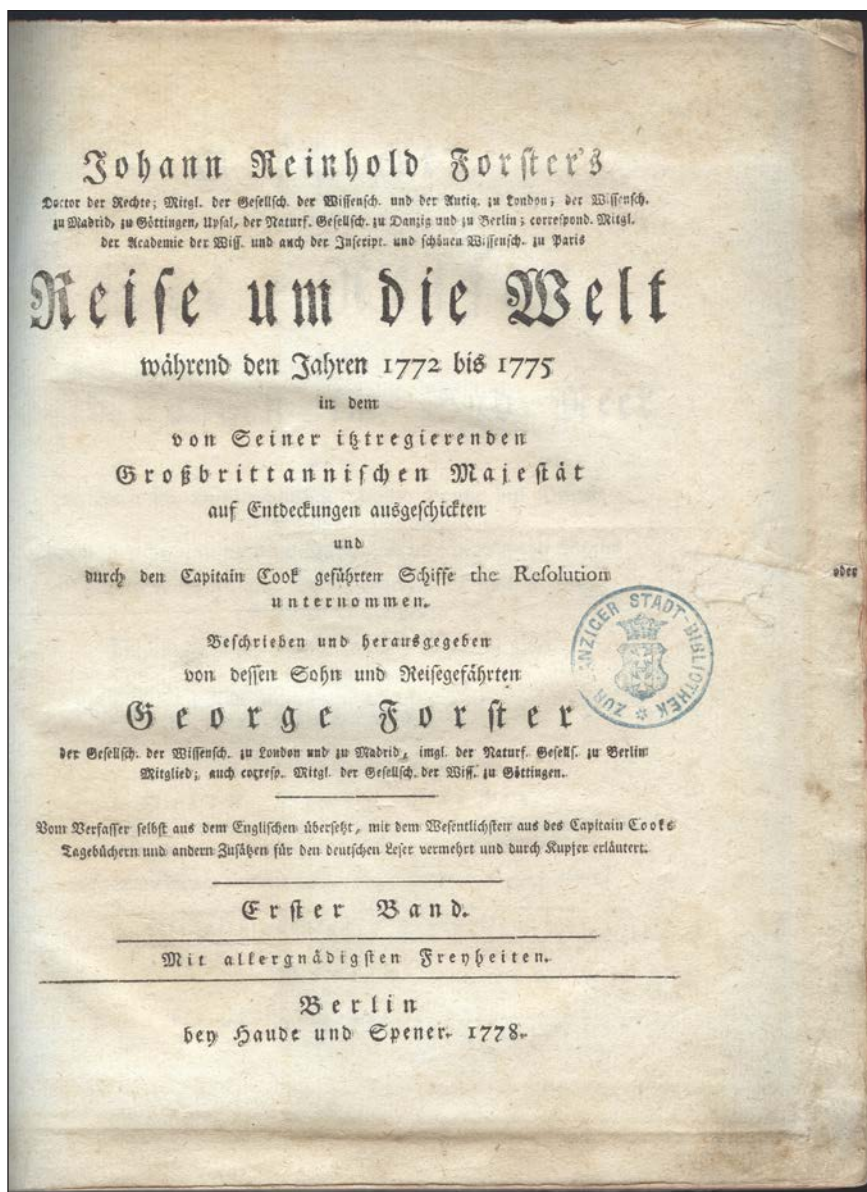 Johann Reinhold Forster's
Doctor der Rechte; Mitgl. der Gesellsch. der Wissensch. und der Antiq. zu London; der Wissensch.
zu Madrid, zu Göttingen, Upsal, der Naturf. Gesellsch. zu Danzig und zu Berlin; correspond. Mitgl.
der Academie der Wiss. und auch der Inscript. und schönen Wissensch. zu Paris
Reise um die Welt
während den Jahren 1772 bis 1775
in dem
von Seiner itztregierenden
Großbrittannischen Majestät
auf Entdeckungen ausgeschickten
und
durch den Capitain Cook geführten Schiffe the Resolution
unternommen.
Beschrieben und herausgegeben
von dessen Sohn und Reisegefährten
George Forster
der Gesellsch. der Wissensch. zu London und zu Madrid, imgl. der Naturf. Gesells. zu Berlin
Mitglied; auch corresp. Mitgl. der Gesellsch. der Wiss. zu Göttingen.
Vom Verfasser selbst aus dem Englischen übersetzt, mit dem Wesentlichsten aus des Capitain Cooks
Tagebüchern und andern Zusätzen für den deutschen Leser vermehrt und durch Kupfer erläutert.
Erster Band.
Mit allergnädigsten Freyheiten.
Berlin
bey Haude und Spener. 1778.
oder
ZUR DANZIGER STADT-BIBLIOTHEK